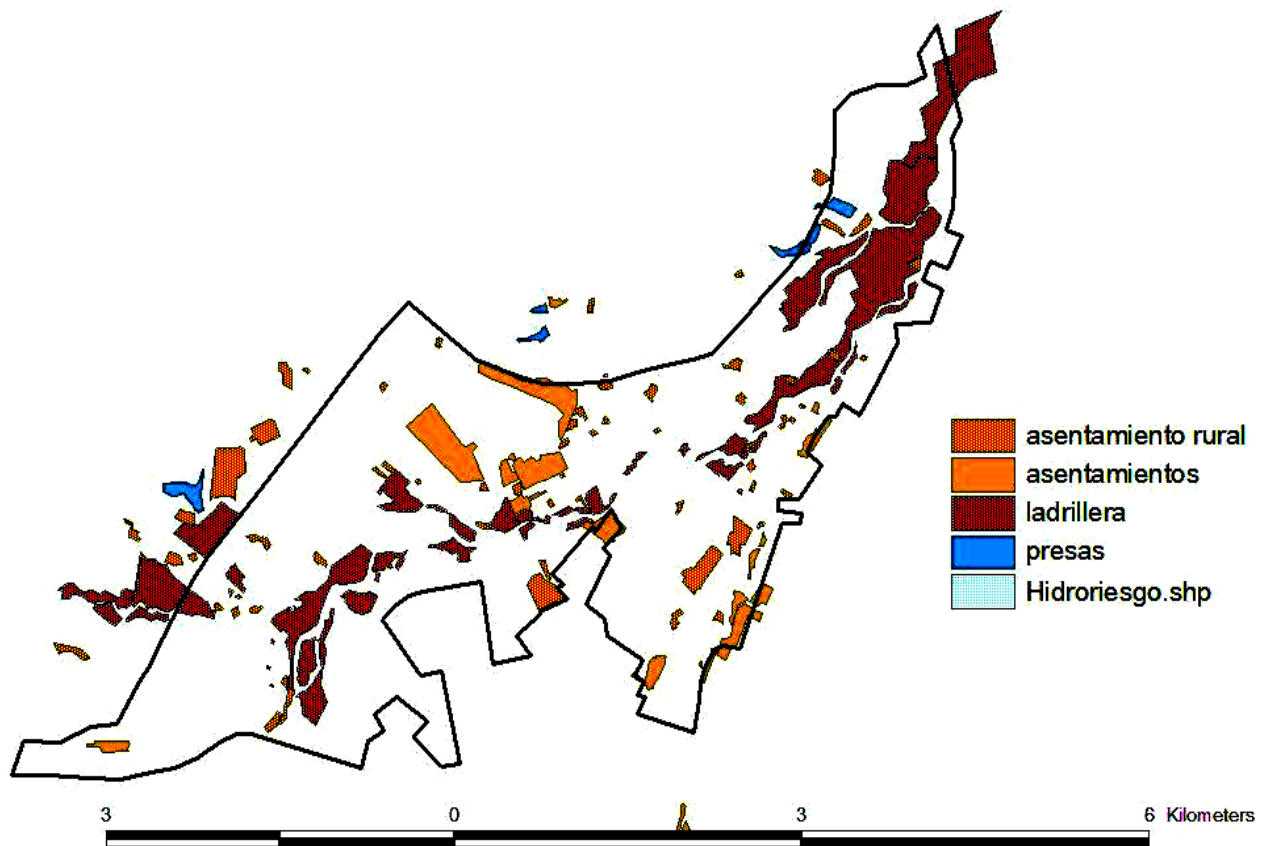 asentamiento rural
asentamientos
ladrillera
presas
Hidroriesgo.shp
3 0 3 6 Kilometers